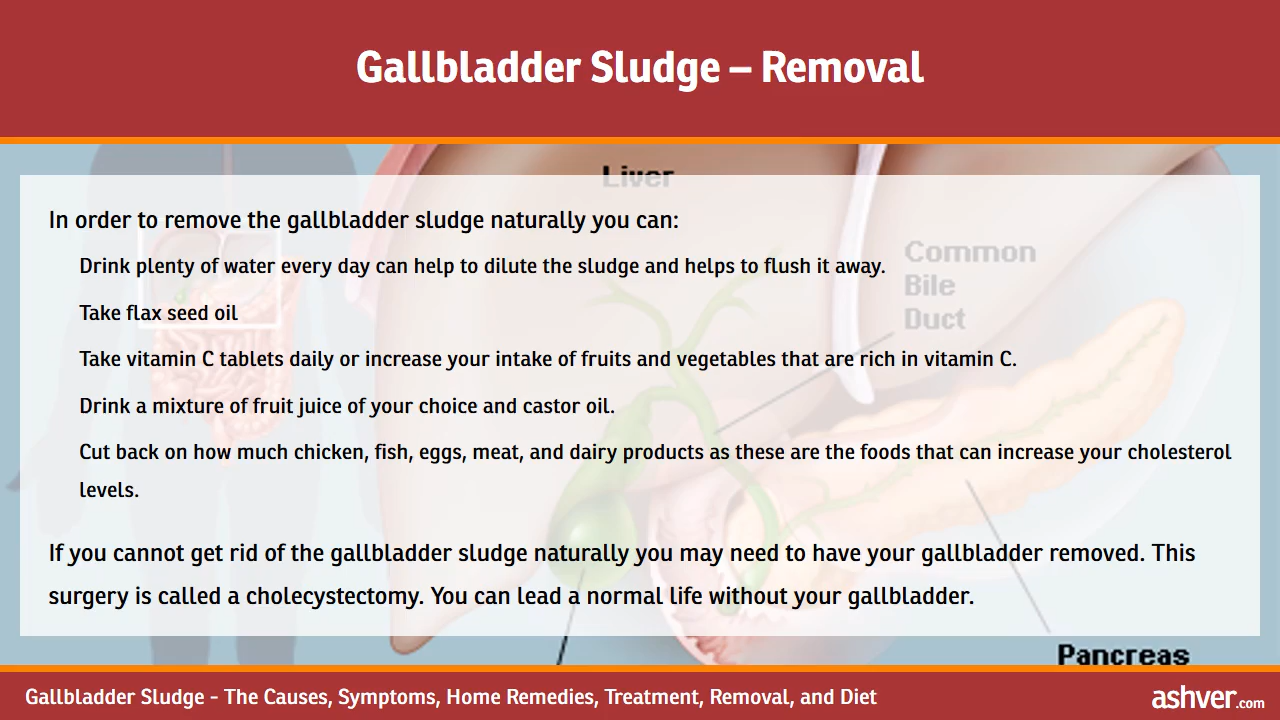 Gallbladder Sludge – Removal
Liver
In order to remove the gallbladder sludge naturally you can:
Common
Bile
Duct
Drink plenty of water every day can help to dilute the sludge and helps to flush it away.
Take flax seed oil
Take vitamin C tablets daily or increase your intake of fruits and vegetables that are rich in vitamin C.
Drink a mixture of fruit juice of your choice and castor oil.
Cut back on how much chicken, fish, eggs, meat, and dairy products as these are the foods that can increase your cholesterol
levels.
If you cannot get rid of the gallbladder sludge naturally you may need to have your gallbladder removed. This
surgery is called a cholecystectomy. You can lead a normal life without your gallbladder.
Pancreas
Gallbladder Sludge - The Causes, Symptoms, Home Remedies, Treatment, Removal, and Diet
ashver.com